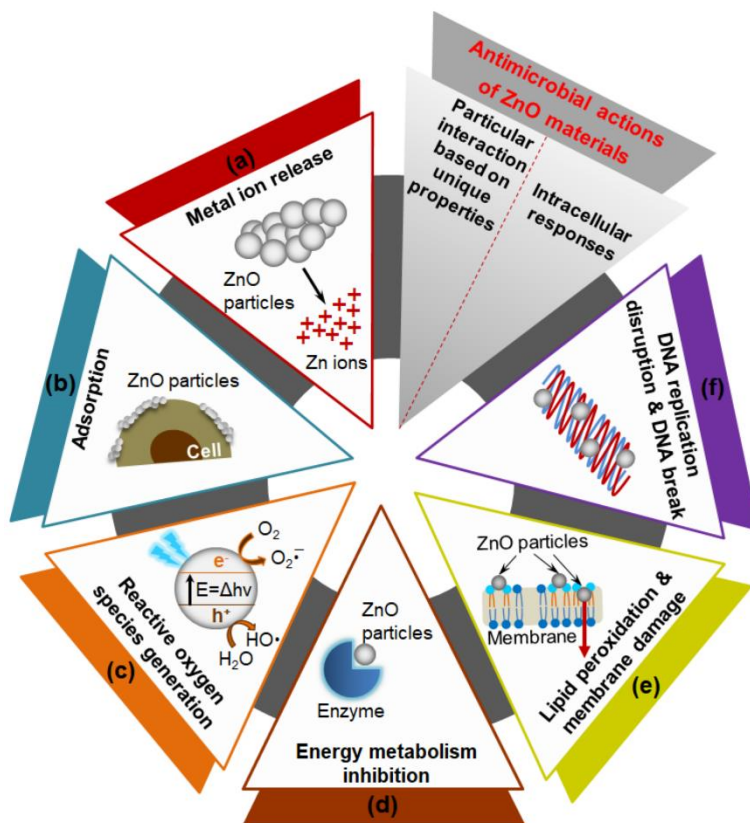 Antimicrobial actions
of ZnO materials
Particular
interaction
based on
unique
properties
Intracellular
responses
(a)
Metal ion release
ZnO
particles
Zn ions
(b)
Adsorption
ZnO particles
Cell
(c)
Reactive oxygen
species generation
e-
E=Δhv
h+
O2
O2•−
H2O
HO•
(d)
ZnO
particles
Enzyme
Energy metabolism
inhibition
(e)
ZnO particles
Membrane
Lipid peroxidation &
membrane damage
(f)
DNA replication
disruption & DNA break